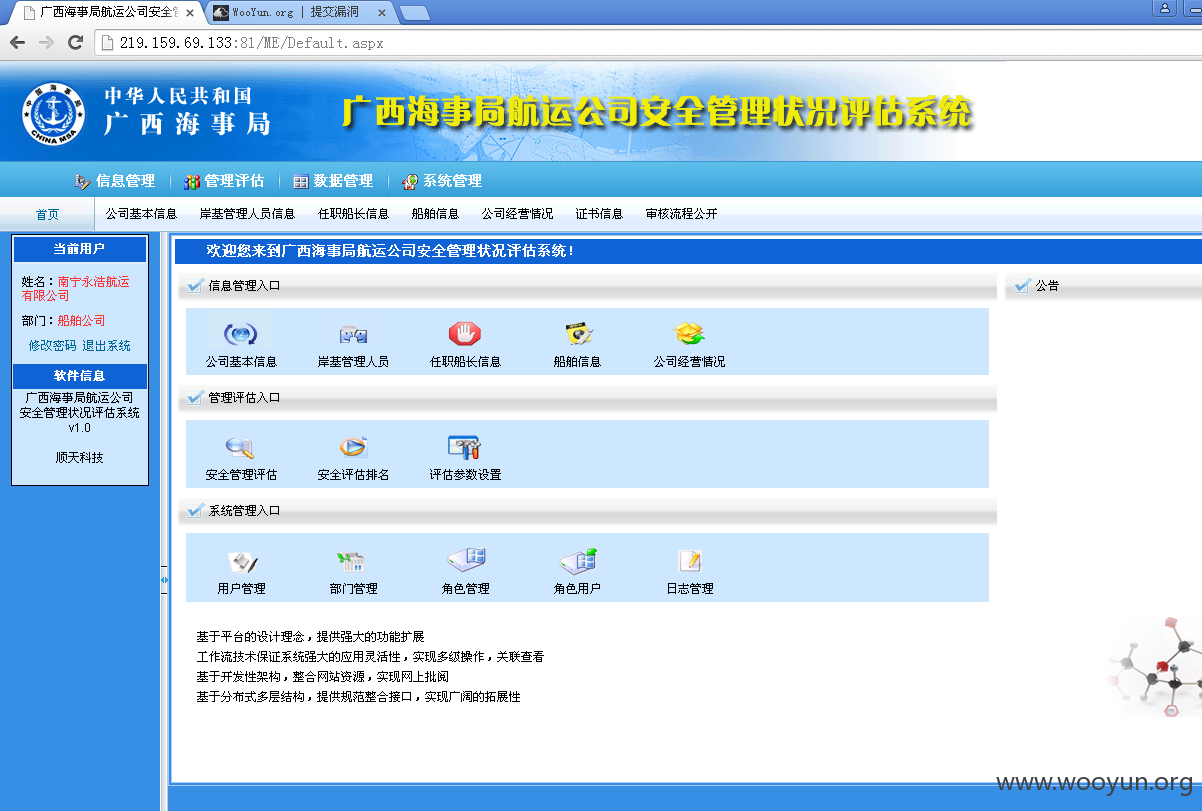 广西海事局航运公司安全管
WooYun.org | 提交漏洞
219.159.69.133:81/ME/Default.aspx
中华人民共和国
广西海事局
中国海事局
CHINA MSA
广西海事局航运公司安全管理状况评估系统
信息管理
管理评估
数据管理
系统管理
首页
公司基本信息
岸基管理人员信息
任职船长信息
船舶信息
公司经营情况
证书信息
审核流程公开
当前用户
姓名：南宁永浩航运
有限公司
部门：船舶公司
修改密码 退出系统
软件信息
广西海事局航运公司
安全管理状况评估系统
v1.0
顺天科技
欢迎您来到广西海事局航运公司安全管理状况评估系统！
信息管理入口
公司基本信息
岸基管理人员
任职船长信息
船舶信息
公司经营情况
管理评估入口
安全管理评估
安全评估排名
评估参数设置
系统管理入口
用户管理
部门管理
角色管理
角色用户
日志管理
基于平台的设计理念，提供强大的功能扩展
工作流技术保证系统强大的应用灵活性，实现多级操作，关联查看
基于开发性架构，整合网站资源，实现网上批阅
基于分布式多层结构，提供规范整合接口，实现广阔的拓展性
公告
www.wooyun.org